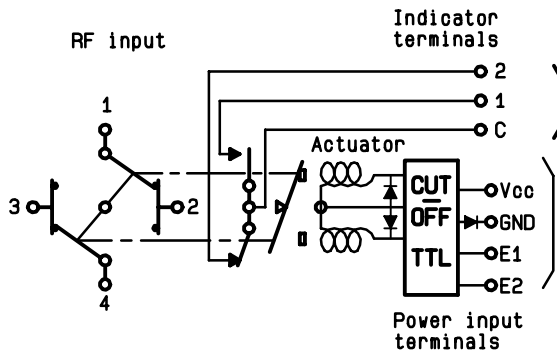 Indicator
terminals
RF input
2
1
C
1
Actuator
3
2
4
CUT
OFF
TTL
Vcc
GND
E1
E2
Power input
terminals